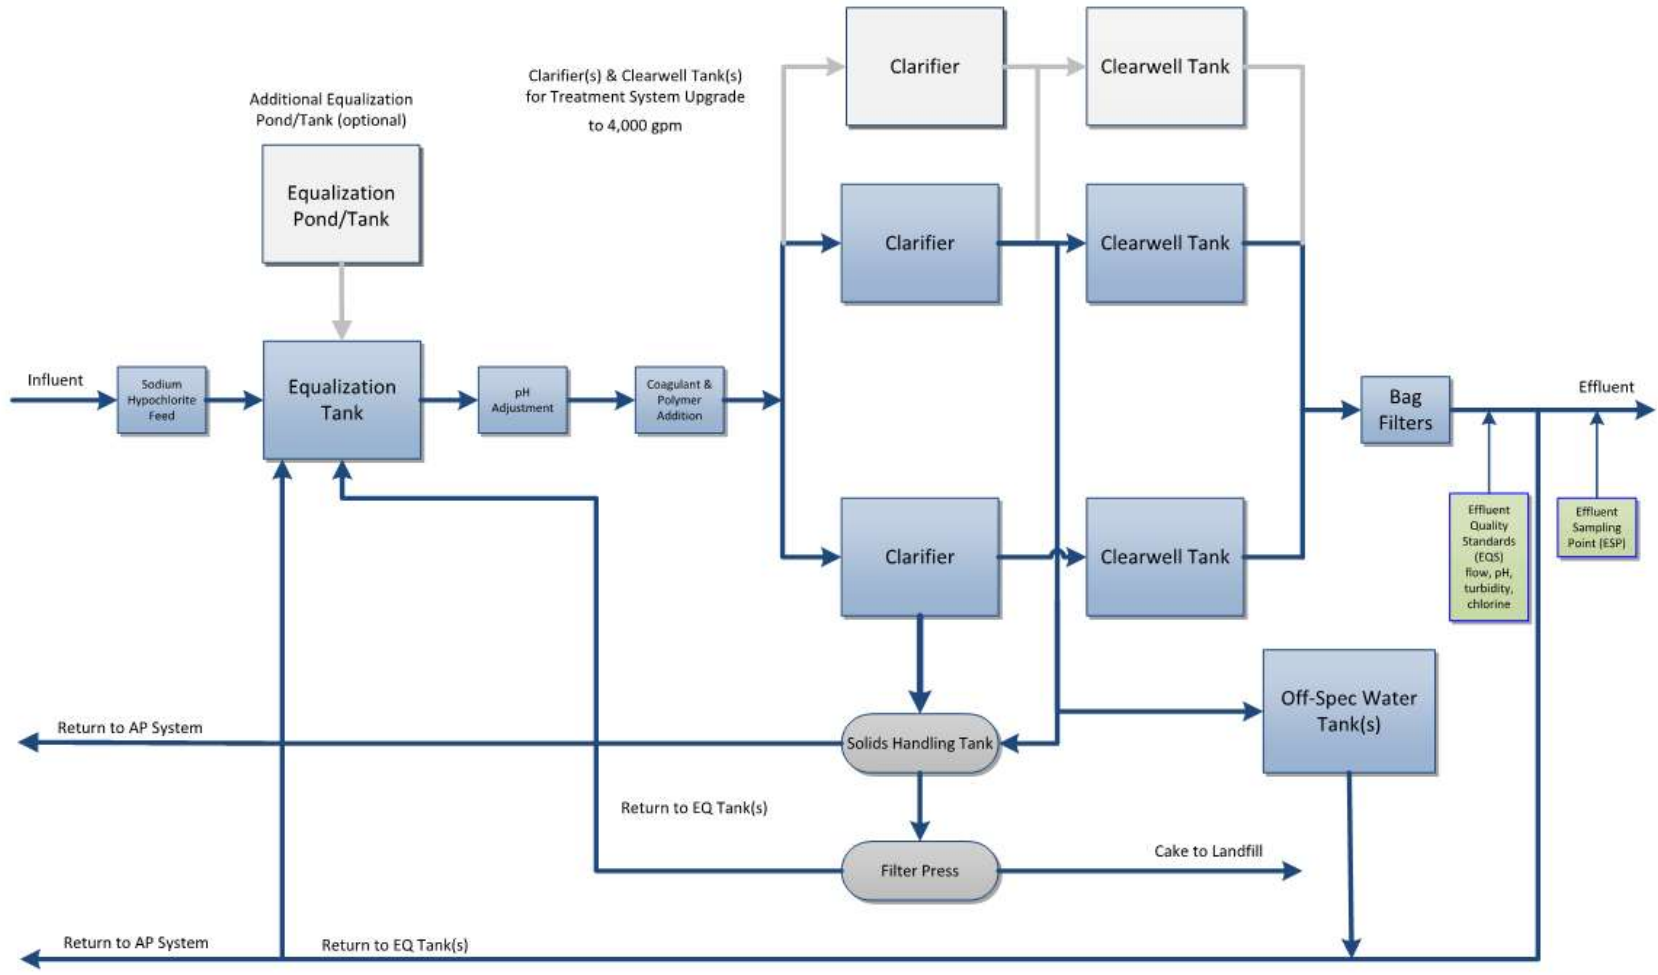 Clarifier
Clearwell Tank
Clarifier(s) & Clearwell Tank(s)
for Treatment System Upgrade
to 4,000 gpm
Additional Equalization
Pond/Tank (optional)
Equalization
Pond/Tank
Clarifier
Clearwell Tank
Influent
Sodium
Hypochlorite
Feed
Equalization
Tank
pH
Adjustment
Coagulant &
Polymer
Addition
Bag
Filters
Effluent
Clarifier
Clearwell Tank
Effluent
Quality
Standards
(EQS)
flow, pH,
turbidity,
chlorine
Effluent
Sampling
Point (ESP)
Off-Spec Water
Tank(s)
Return to AP System
Solids Handling Tank
Return to EQ Tank(s)
Filter Press
Cake to Landfill
Return to AP System
Return to EQ Tank(s)